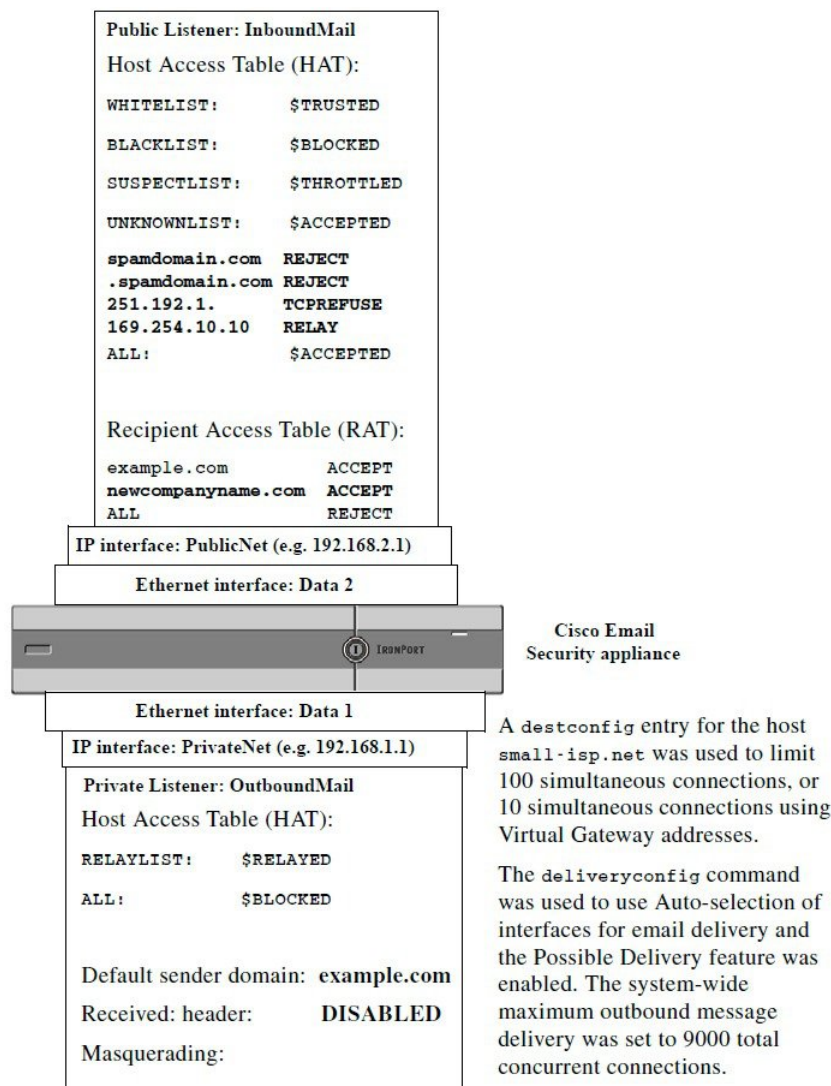 Public Listener: InboundMail
Host Access Table (HAT):
WHITELIST: $TRUSTED
BLACKLIST: $BLOCKED
SUSPECTLIST: $THROTTLED
UNKNOWNLIST: $ACCEPTED
spamdomain.com REJECT
.spamdomain.com REJECT
251.192.1. TCPREFUSE
169.254.10.10 RELAY
ALL: $ACCEPTED
Recipient Access Table (RAT):
example.com ACCEPT
newcompanyname.com ACCEPT
ALL REJECT
IP interface: PublicNet (e.g. 192.168.2.1)
Ethernet interface: Data 2
IRONPORT
Cisco Email
Security appliance
Ethernet interface: Data 1
IP interface: PrivateNet (e.g. 192.168.1.1)
Private Listener: OutboundMail
Host Access Table (HAT):
RELAYLIST: $RELAYED
ALL: $BLOCKED
Default sender domain: example.com
Received: header: DISABLED
Masquerading:
A destconfig entry for the host
small-isp.net was used to limit
100 simultaneous connections, or
10 simultaneous connections using
Virtual Gateway addresses.
The deliveryconfig command
was used to use Auto-selection of
interfaces for email delivery and
the Possible Delivery feature was
enabled. The system-wide
maximum outbound message
delivery was set to 9000 total
concurrent connections.